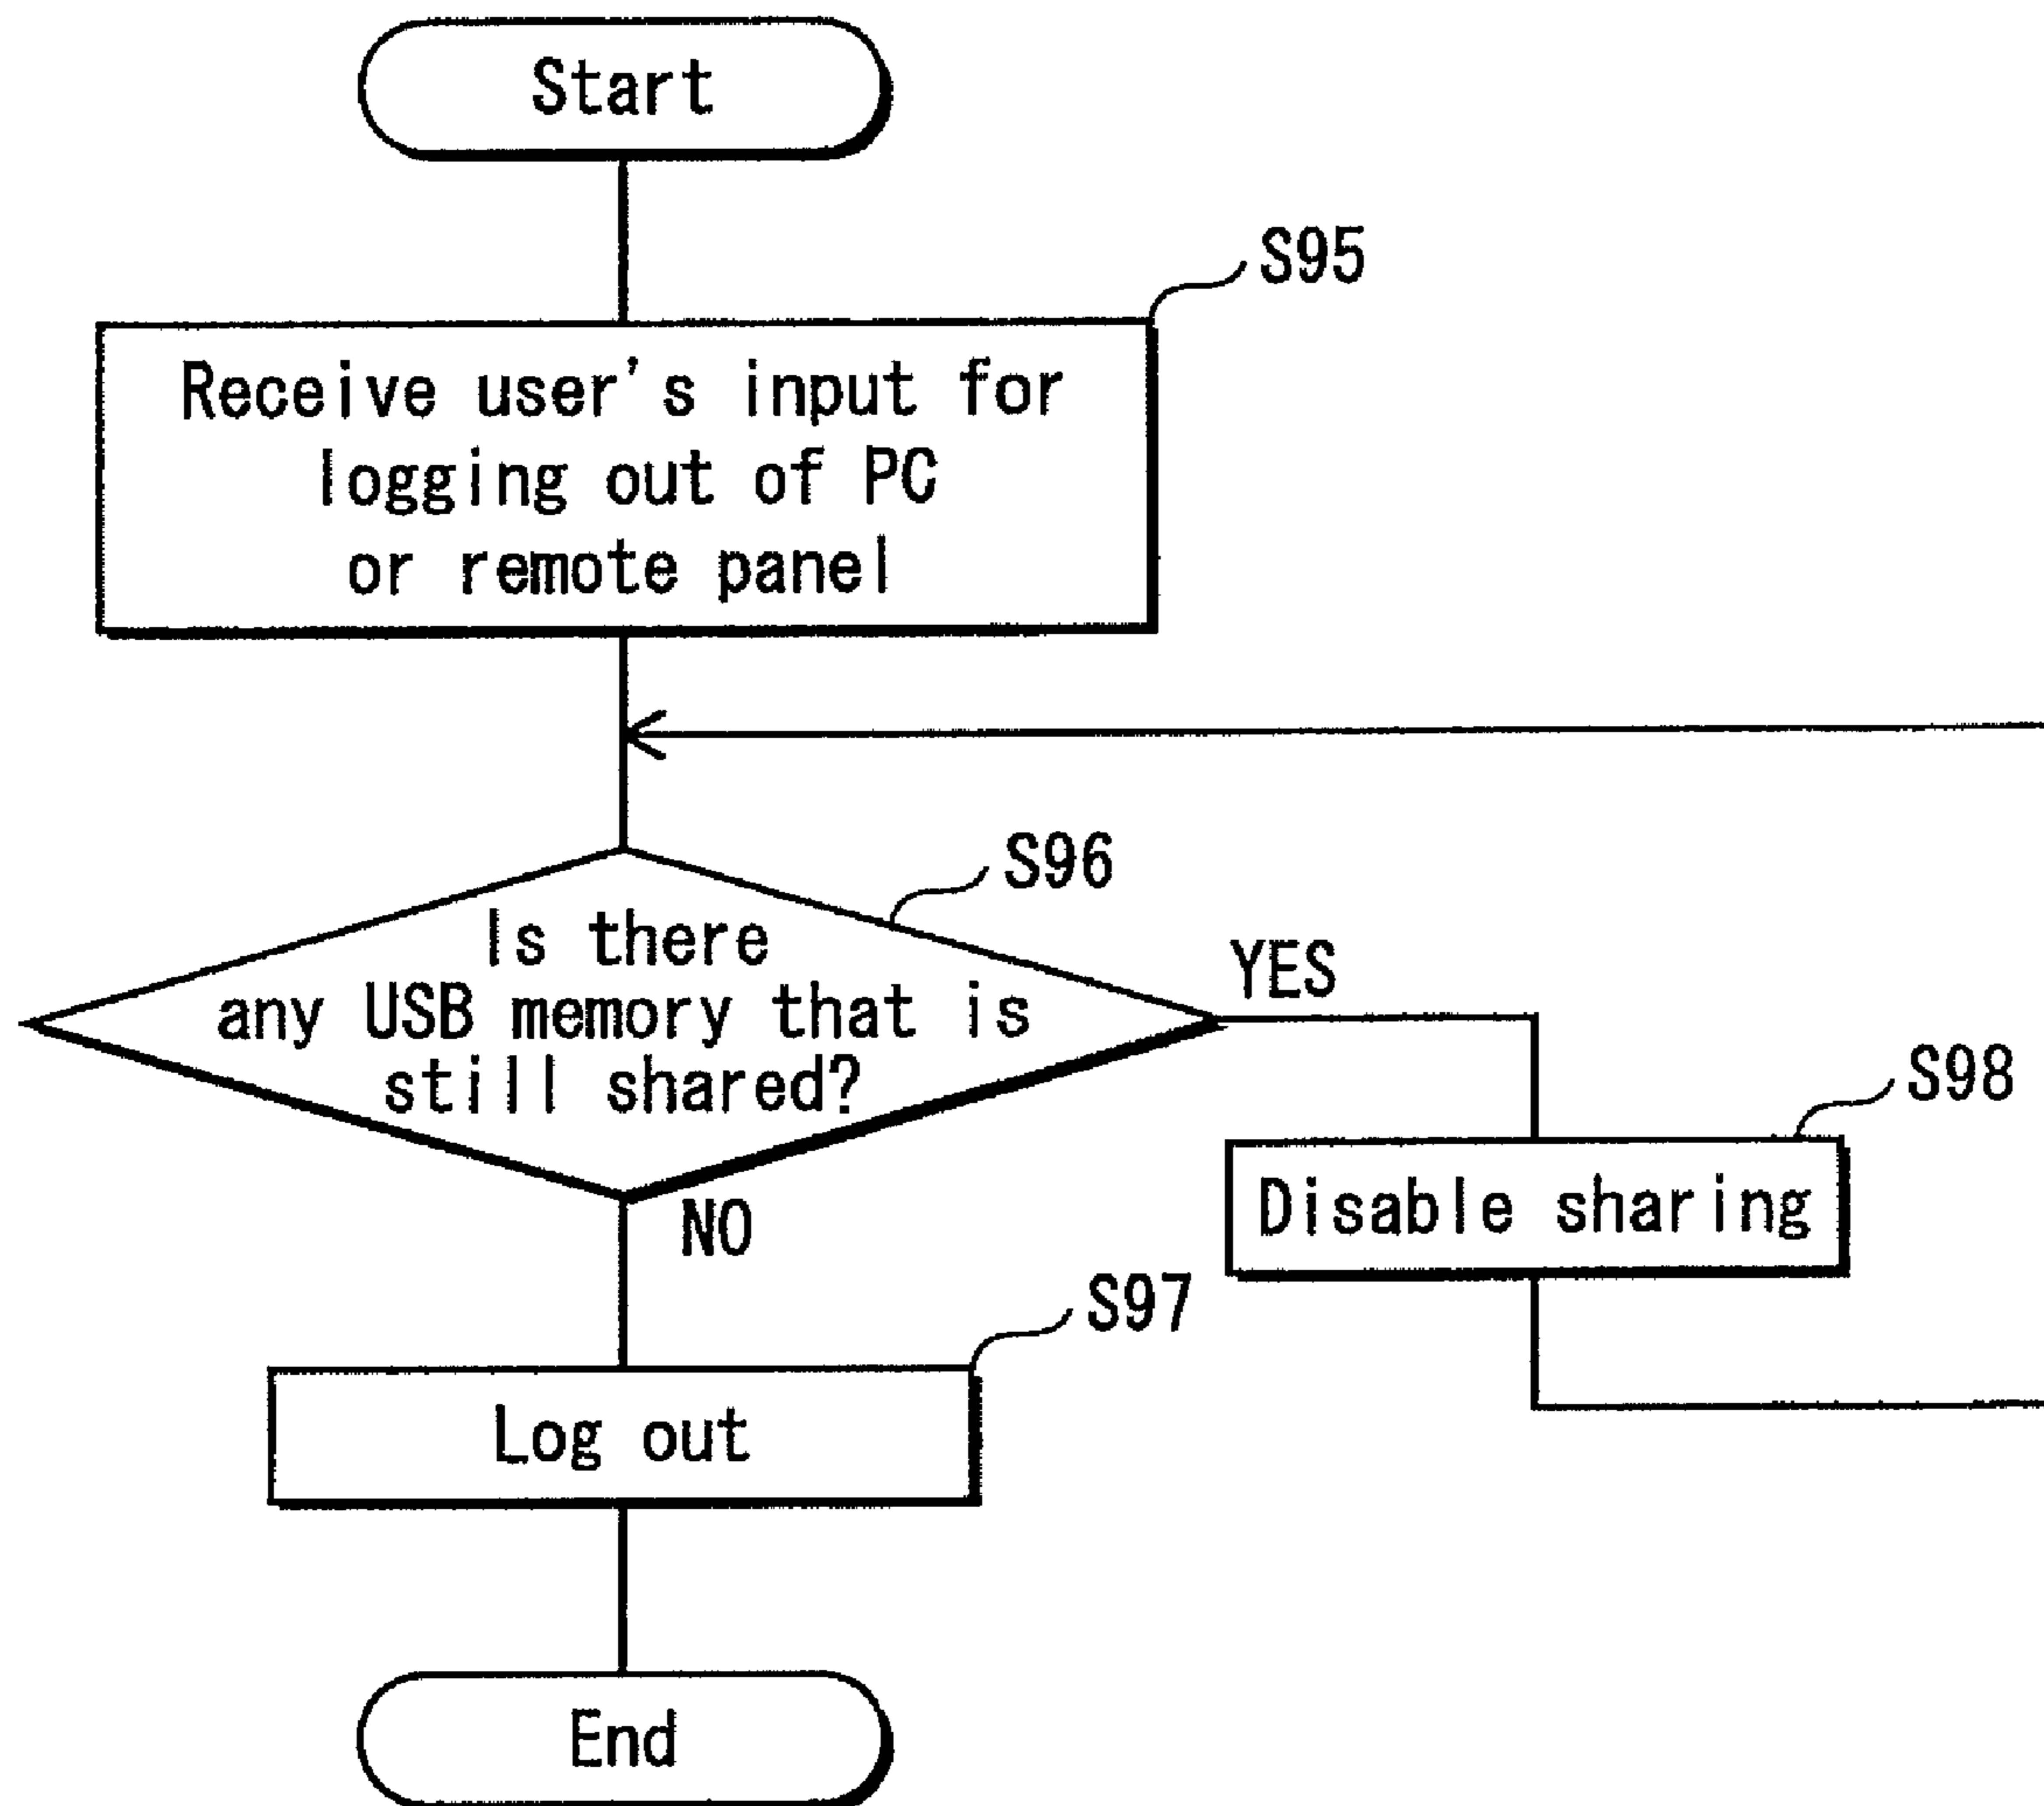 Start
S95
Receive user's input for
logging out of PC
or remote panel
S96
Is there
any USB memory that is
still shared?
YES
S98
Disable sharing
NO
S97
Log out
End